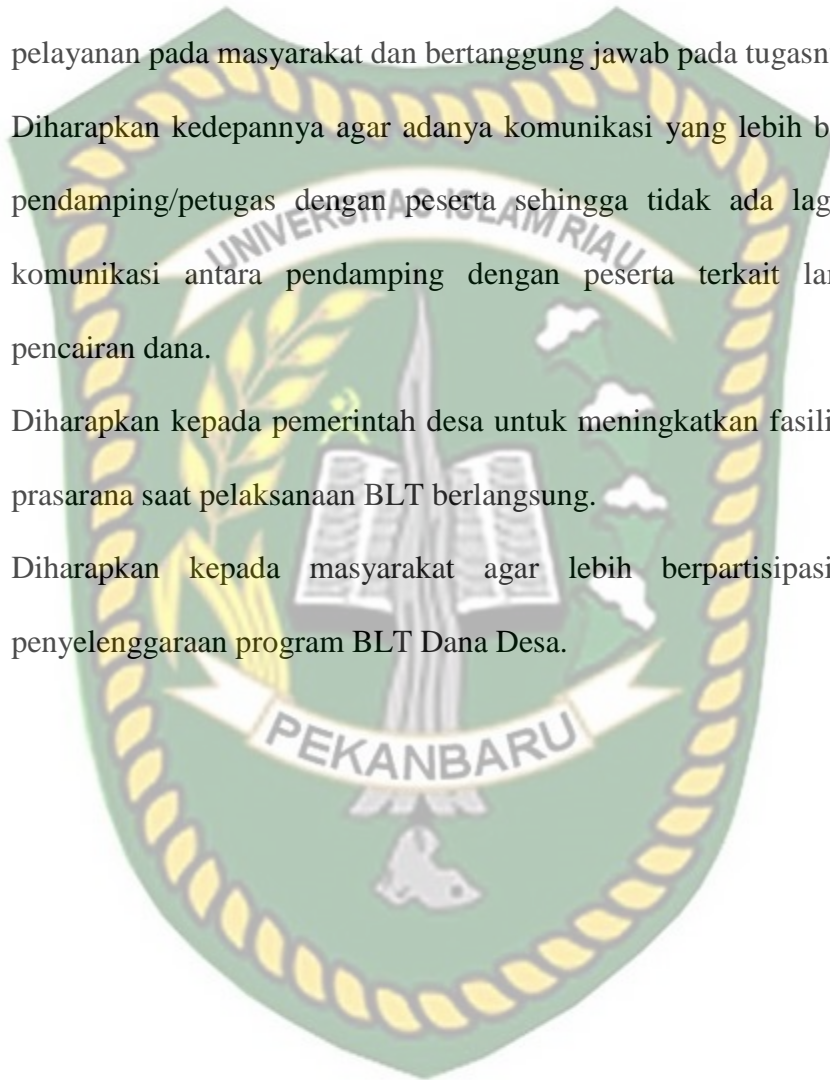 pelayanan pada masyarakat dan bertanggung jawab pada tugasn
Diharapkan kedepannya agar adanya komunikasi yang lebih b
pendamping/petugas dengan peserta sehingga tidak ada lag
UNIVERSITAS ISLAM RIAU
komunikasi antara pendamping dengan peserta terkait la
pencairan dana.
Diharapkan kepada pemerintah desa untuk meningkatkan fasili
prasarana saat pelaksanaan BLT berlangsung.
Diharapkan kepada masyarakat agar lebih berpartisipasi
penyelenggaraan program BLT Dana Desa.
PEKANBARU